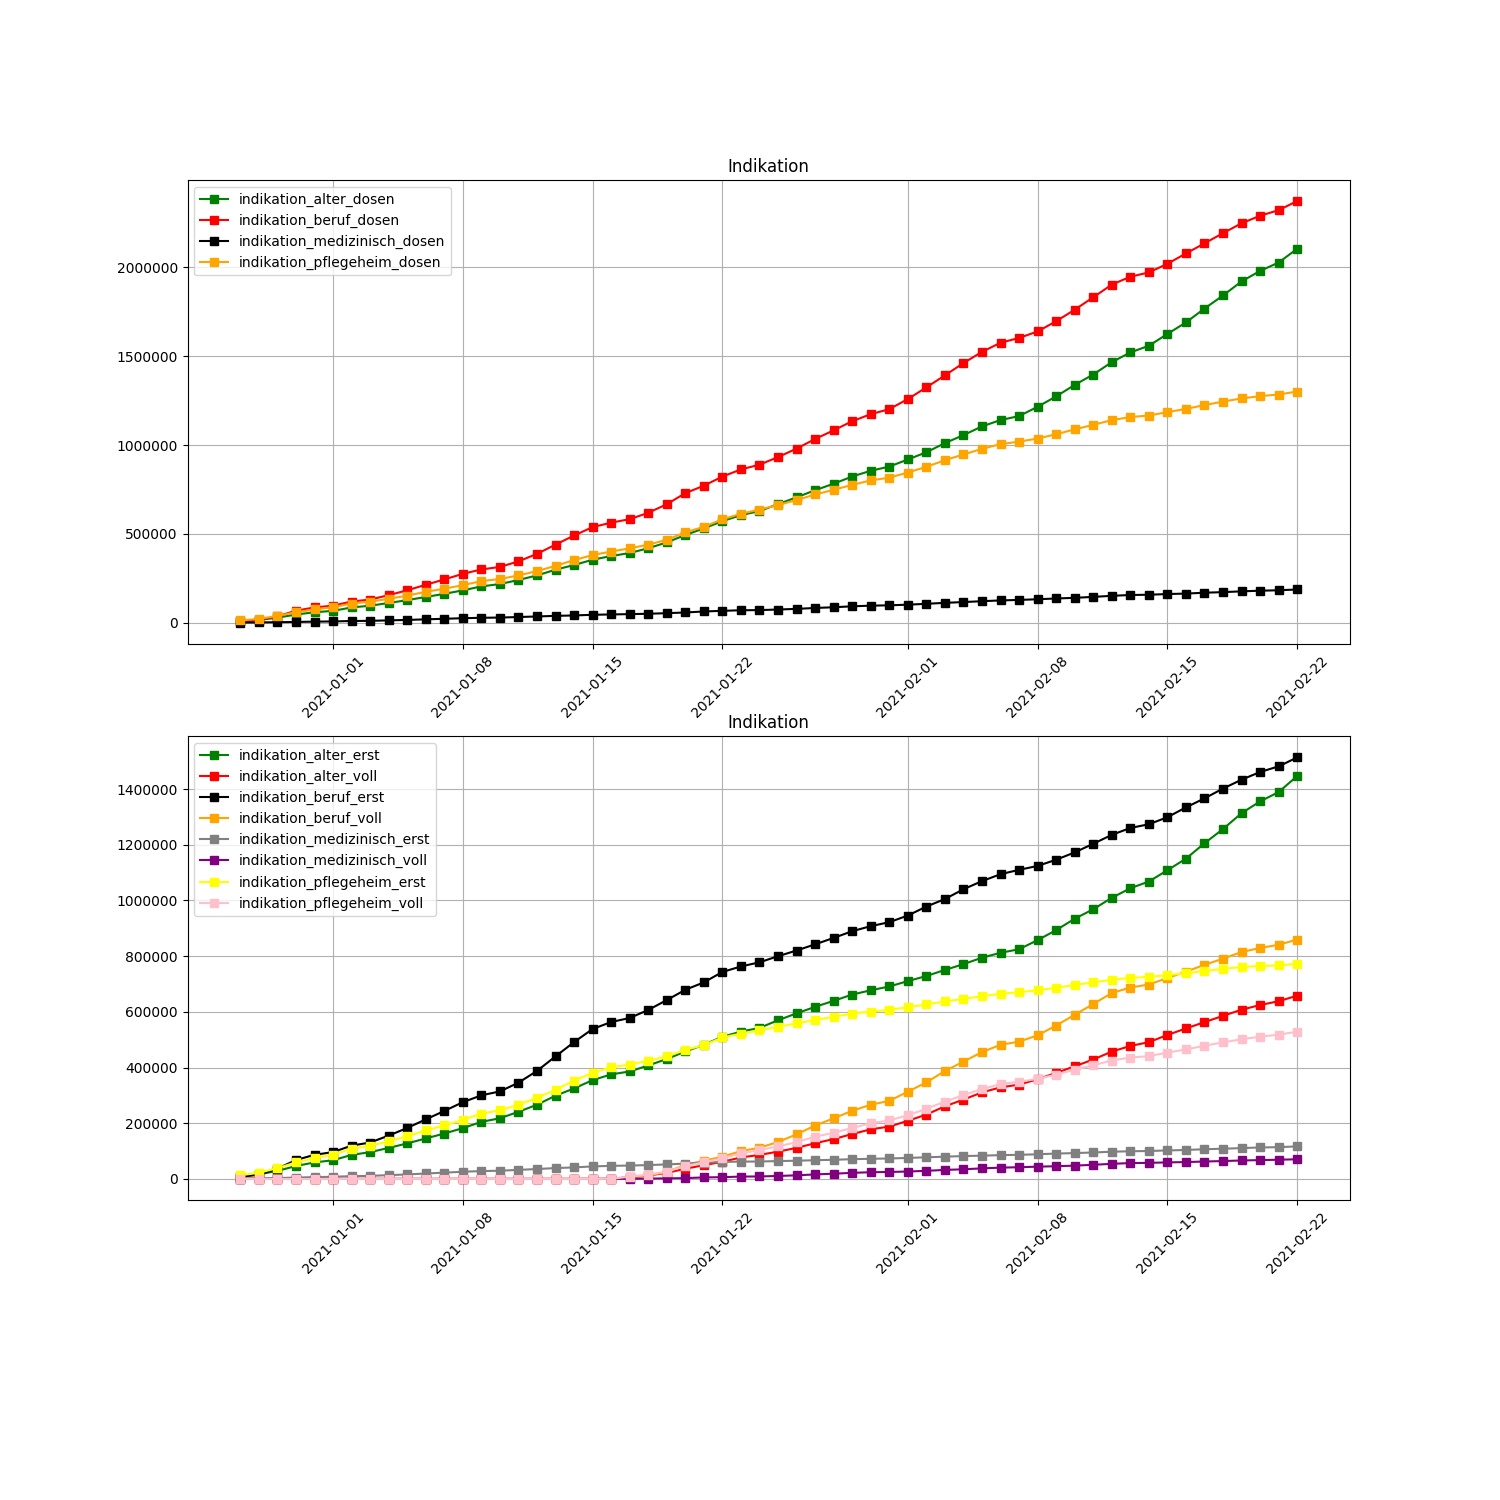 Indikation
indikation_alter_dosen
indikation_beruf_dosen
indikation_medizinisch_dosen
indikation_pflegeheim_dosen
2000000
1500000
1000000
500000
0
2021-01-01
2021-01-08
2021-01-15
2021-01-22
2021-02-01
2021-02-08
2021-02-15
2021-02-22
Indikation
indikation_alter_erst
indikation_alter_voll
indikation_beruf_erst
indikation_beruf_voll
indikation_medizinisch_erst
indikation_medizinisch_voll
indikation_pflegeheim_erst
indikation_pflegeheim_voll
1400000
1200000
1000000
800000
600000
400000
200000
0
2021-01-01
2021-01-08
2021-01-15
2021-01-22
2021-02-01
2021-02-08
2021-02-15
2021-02-22